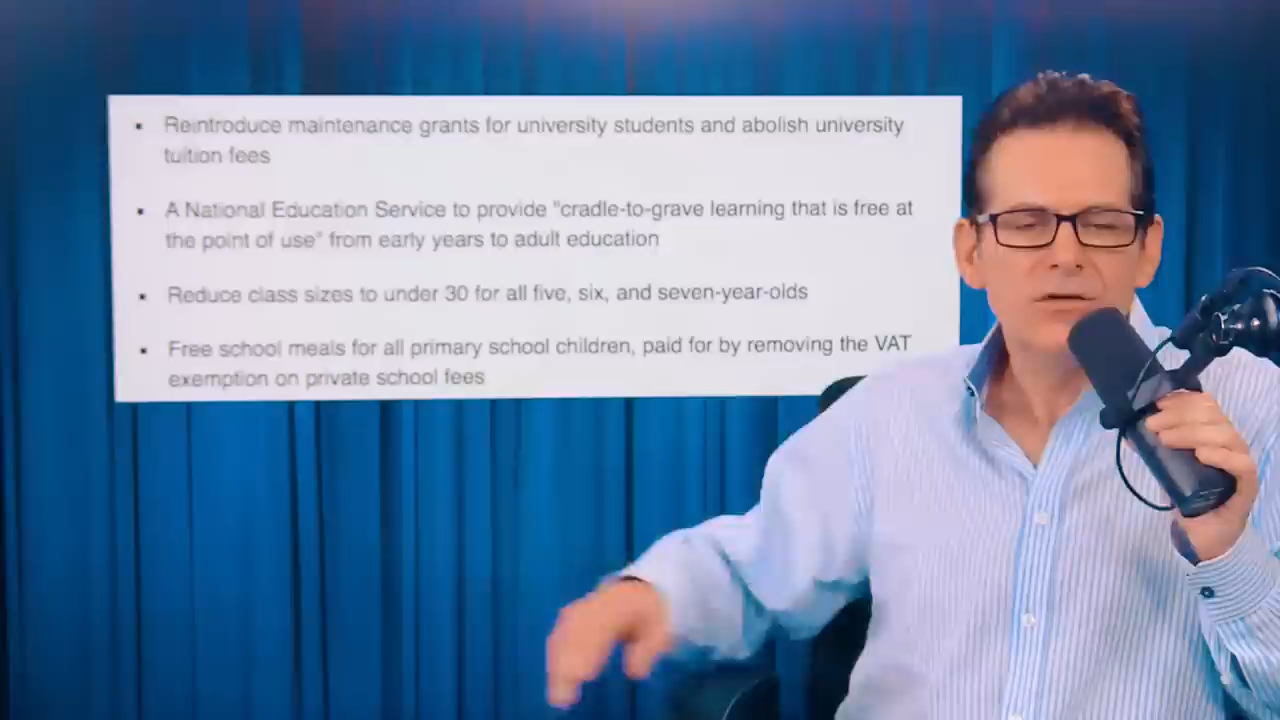 ▪ Reintroduce maintenance grants for university students and abolish university
tuition fees
▪ A National Education Service to provide "cradle-to-grave learning that is free at
the point of use" from early years to adult education
▪ Reduce class sizes to under 30 for all five, six, and seven-year-olds
▪ Free school meals for all primary school children, paid for by removing the VAT
exemption on private school fees